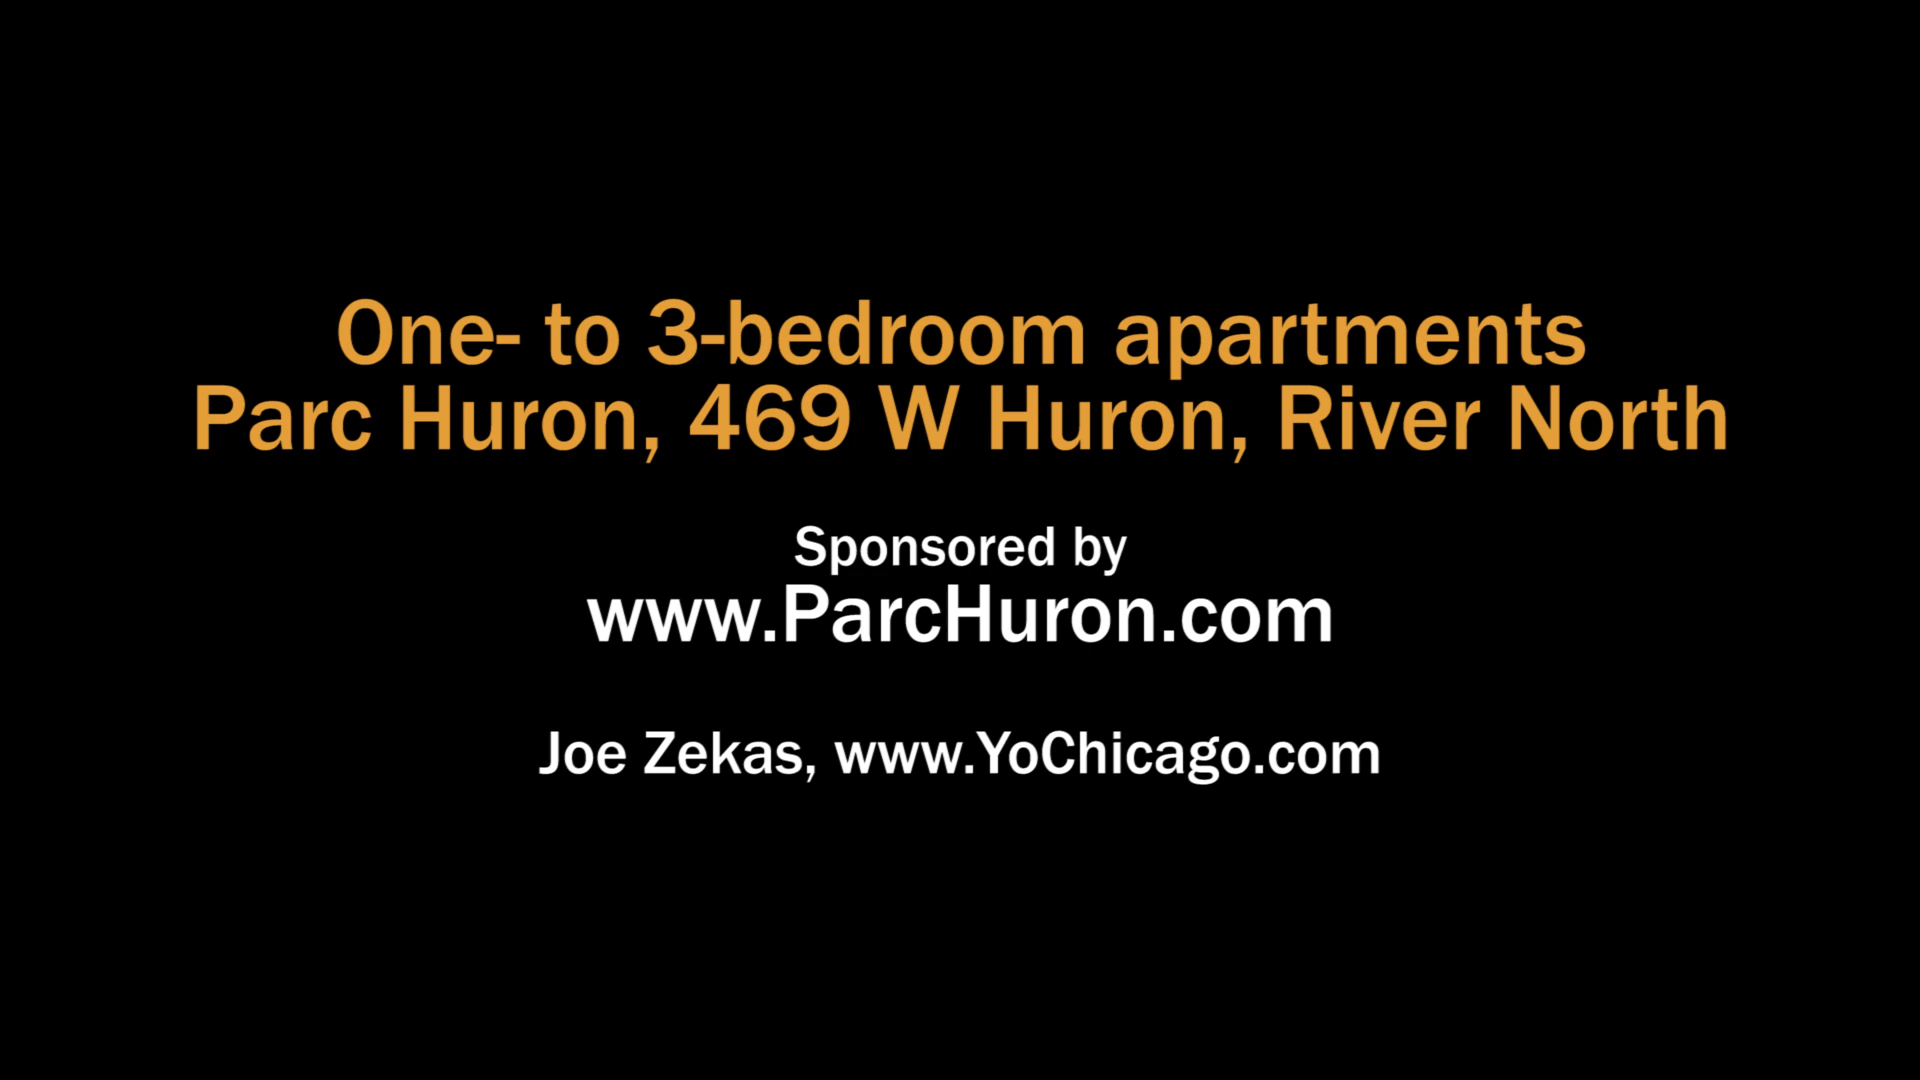 One- to 3-bedroom apartments
Parc Huron, 469 W Huron, River North
Sponsored by
www.ParcHuron.com
Joe Zekas, www.YoChicago.com